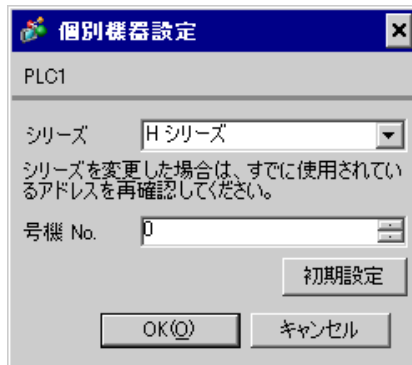 個別機器設定
PLC1
シリーズ H シリーズ
シリーズを変更した場合は、すでに使用されてい
るアドレスを再確認してください。
号機 No. 0
初期設定
OK(O) キャンセル